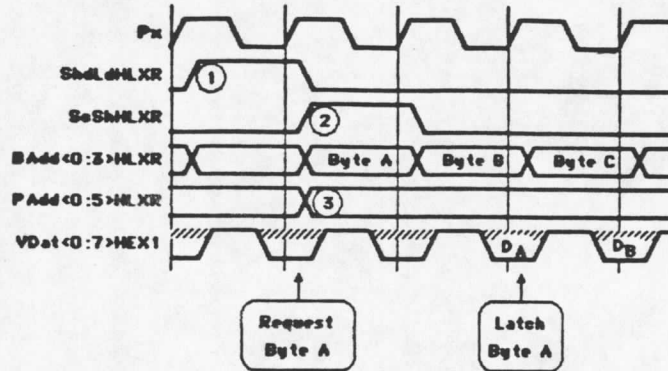 Px
ShdLdHLXR
1
SoShHLXR
2
BAdd<0:3>HLXR
Byte A
Byte B
Byte C
PAdd<0:5>HLXR
3
VDat<0:7>HEX1
DA
DB
Request
Byte A
Latch
Byte A